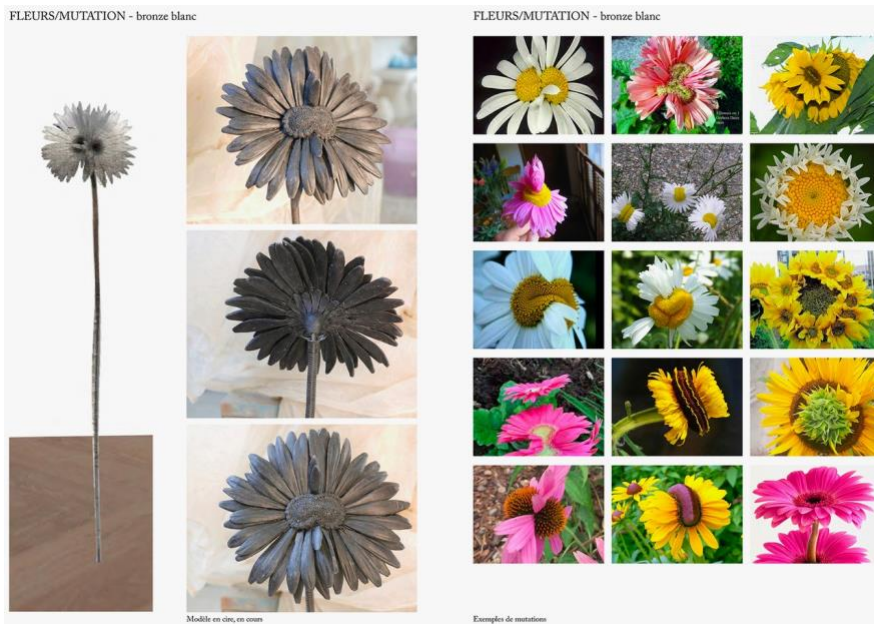 FLEURS/MUTATION - bronze blanc
Modèle en cire, en cours
FLEURS/MUTATION - bronze blanc
Exemples de mutations